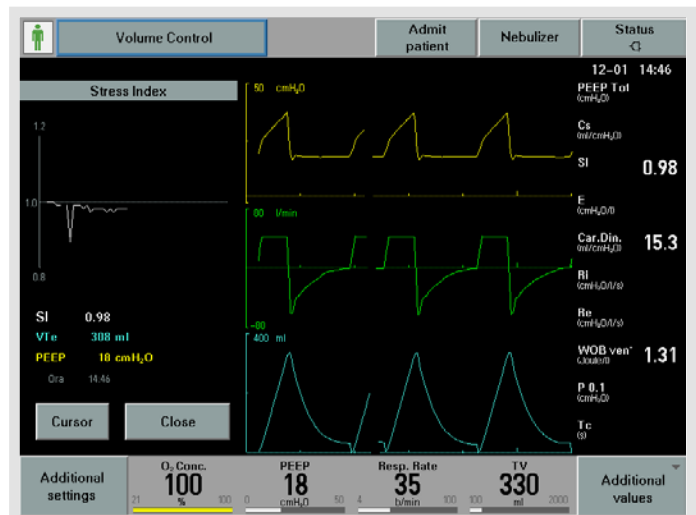 Volume Control
Admit patient
Nebulizer
Status
12-01 14:46
Stress Index
1.2
1.0
0.8
SI 0.98
VTe 308 ml
PEEP 18 cmH₂O
Ora 14:46
Cursor
Close
50 cmH₂O
80 l/min
-80
400 ml
PEEP Tot
(cmH₂O)
Cs
(ml/cmH₂O)
SI 0.98
E
(cmH₂O/l)
Car.Din. 15.3
(ml/cmH₂O)
RI
(cmH₂O/l/s)
Re
(cmH₂O/l/s)
WOB ven 1.31
(Joule/l)
P 0.1
(cmH₂O)
Tc
(s)
Additional settings
O₂ Conc.
100
21 % 100
PEEP
18
0 cmH₂O 50
Resp. Rate
35
4 b/min 100
TV
330
100 ml 2000
Additional values